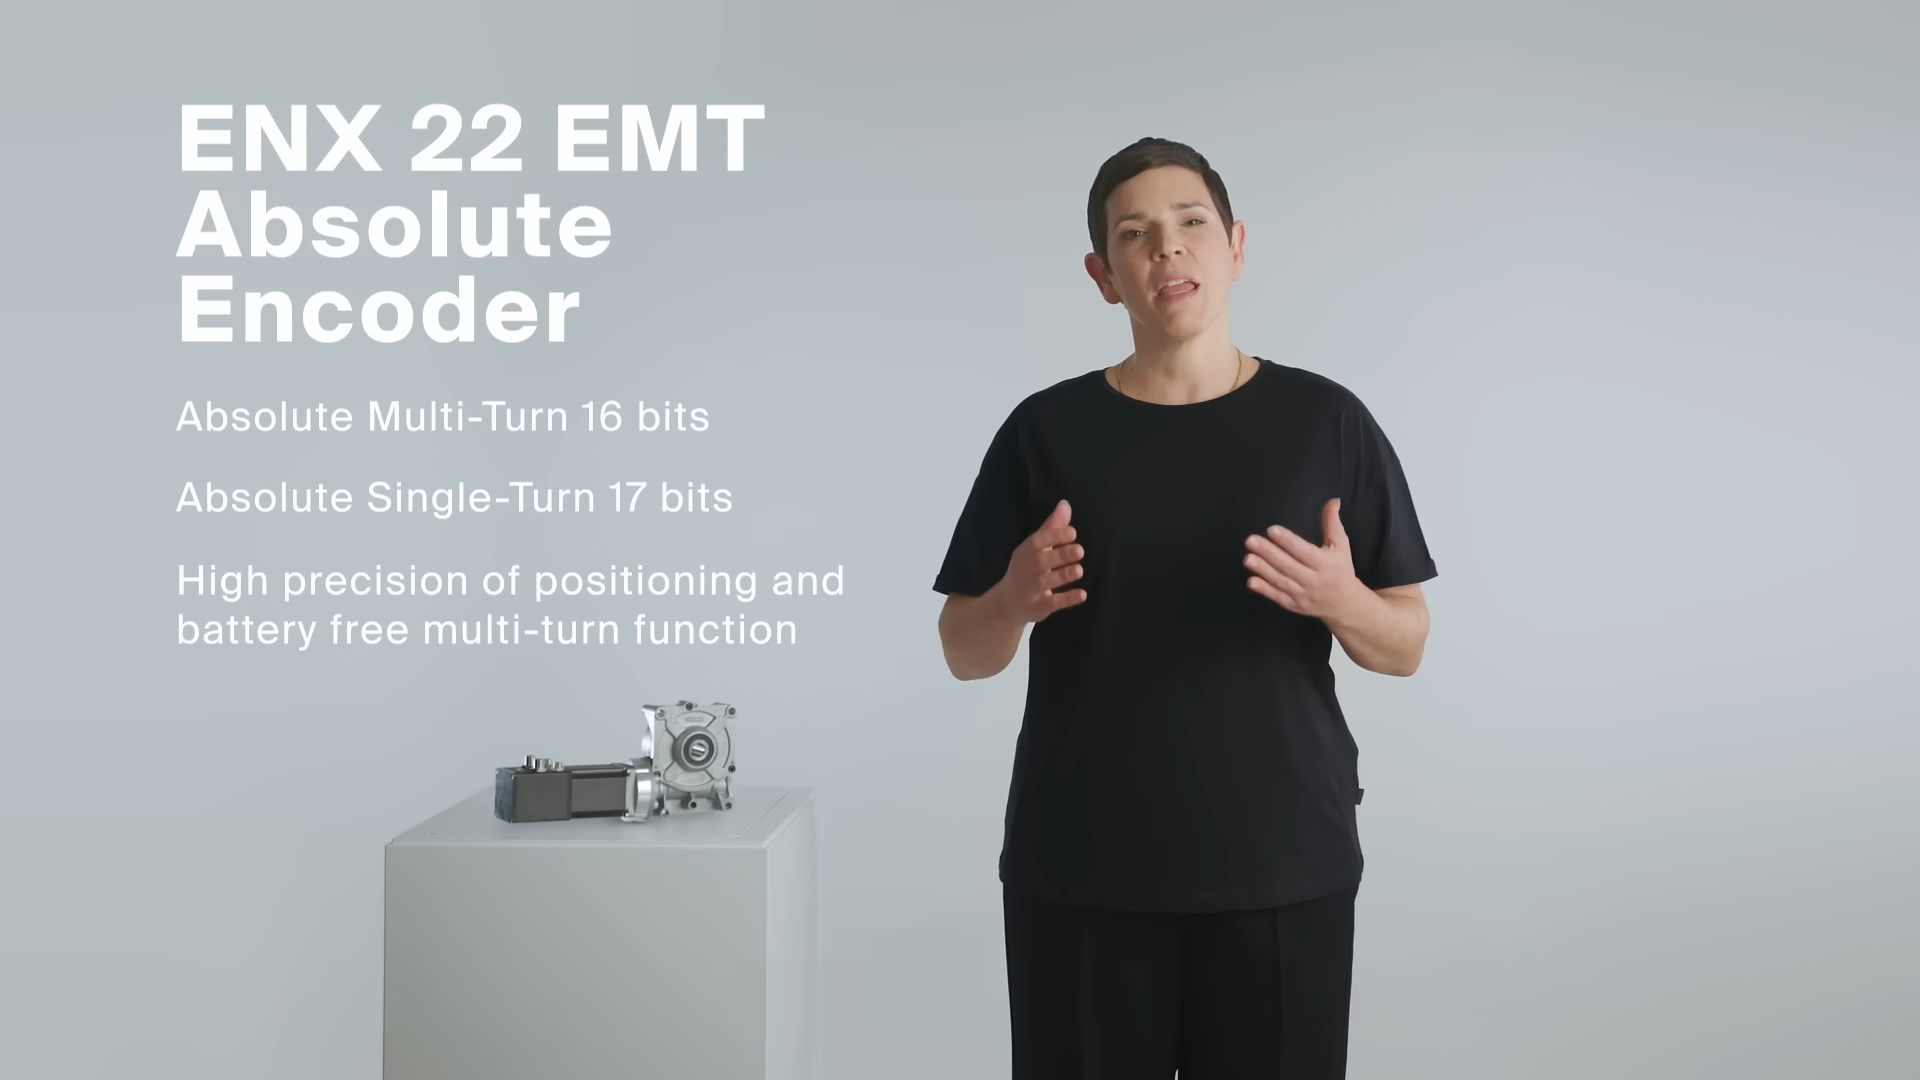 ENX 22 EMT
Absolute
Encoder
Absolute Multi-Turn 16 bits
Absolute Single-Turn 17 bits
High precision of positioning and
battery free multi-turn function